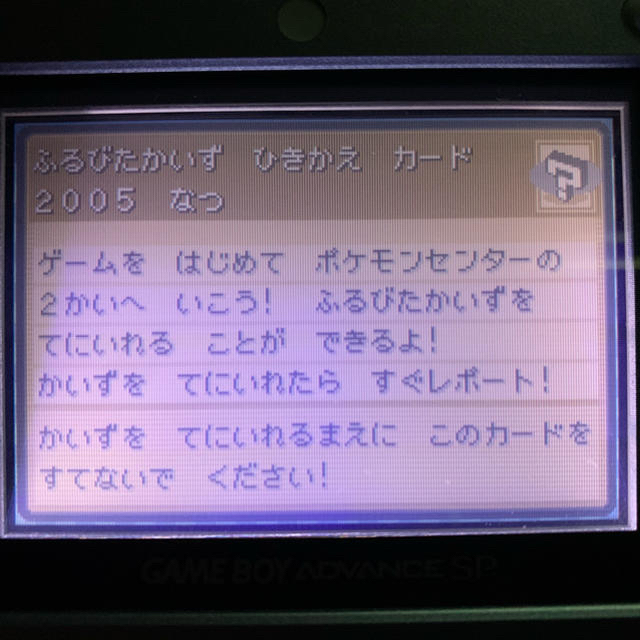 ふるびたかいず ひきかえ カード
2005 なつ
ゲームを はじめて ポケモンセンターの
2かいへ いこう! ふるびたかいずを
てにいれる ことが できるよ!
かいずを てにいれたら すぐレポート!
かいずを てにいれるまえに このカードを
すてないで ください!
GAME BOY ADVANCE SP